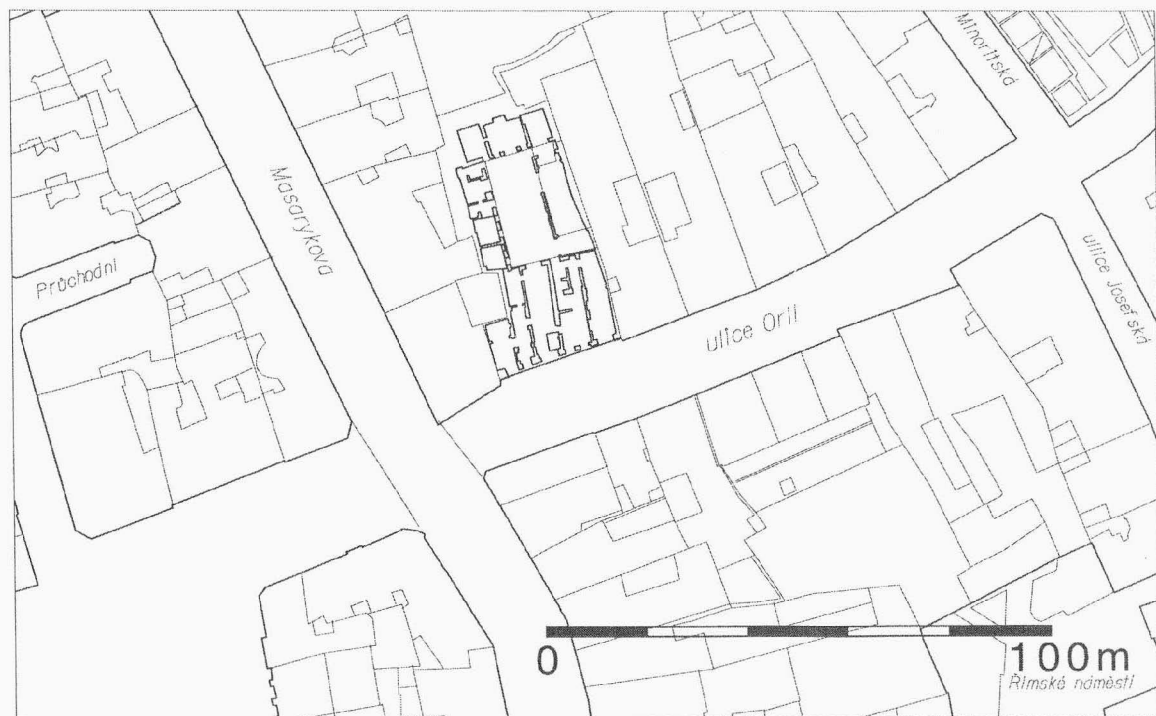 Minoritská
Masarykova
Průchodní
ulice Orlí
ulice Josefská
0
100m
Římské náměstí